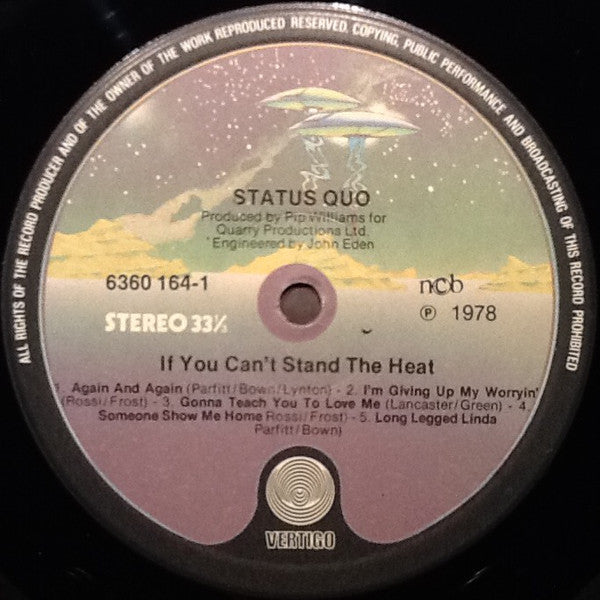 ALL RIGHTS OF THE RECORD PRODUCER AND OF THE OWNER OF THE WORK REPRODUCED RESERVED. COPYING, PUBLIC PERFORMANCE AND BROADCASTING OF THIS RECORD PROHIBITED
STATUS QUO
Produced by Pip Williams for
Quarry Productions Ltd.
Engineered by John Eden
6360 164-1
ncb
STEREO 33⅓
℗ 1978
If You Can't Stand The Heat
1. Again And Again (Parfitt/Bown/Lynton) - 2. I'm Giving Up My Worryin'
(Rossi/Frost) - 3. Gonna Teach You To Love Me (Lancaster/Green) - 4.
Someone Show Me Home Rossi/Frost) - 5. Long Legged Linda
Parfitt/Bown)
VERTIGO